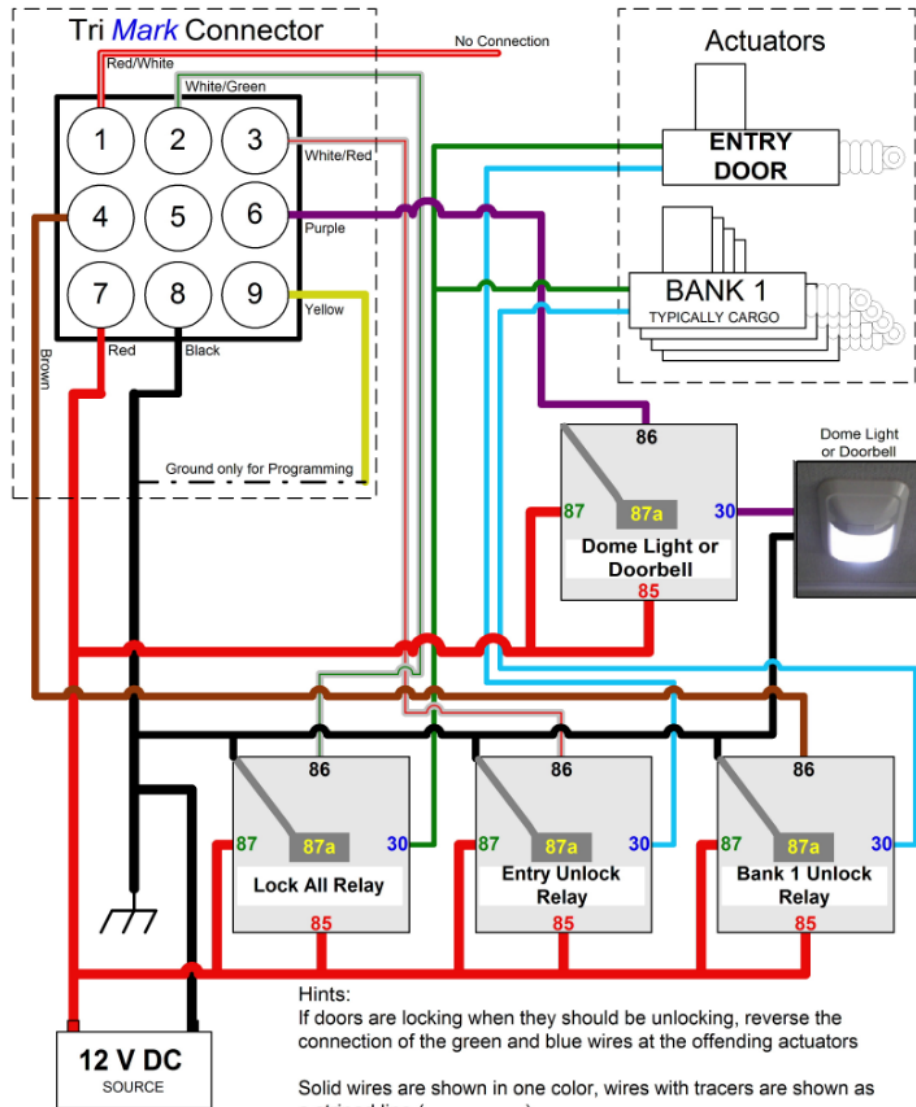 Tri Mark Connector
No Connection
Red/White
White/Green
1
2
3
White/Red
4
5
6
Purple
7
8
9
Yellow
Red
Black
Brown
Ground only for Programming
Actuators
ENTRY
DOOR
BANK 1
TYPICALLY CARGO
86
87
87a
30
Dome Light or
Doorbell
85
Dome Light
or Doorbell
86
87
87a
30
Lock All Relay
85
86
87
87a
30
Entry Unlock
Relay
85
86
87
87a
30
Bank 1 Unlock
Relay
85
12 V DC
SOURCE
Hints:
If doors are locking when they should be unlocking, reverse the
connection of the green and blue wires at the offending actuators
Solid wires are shown in one color, wires with tracers are shown as